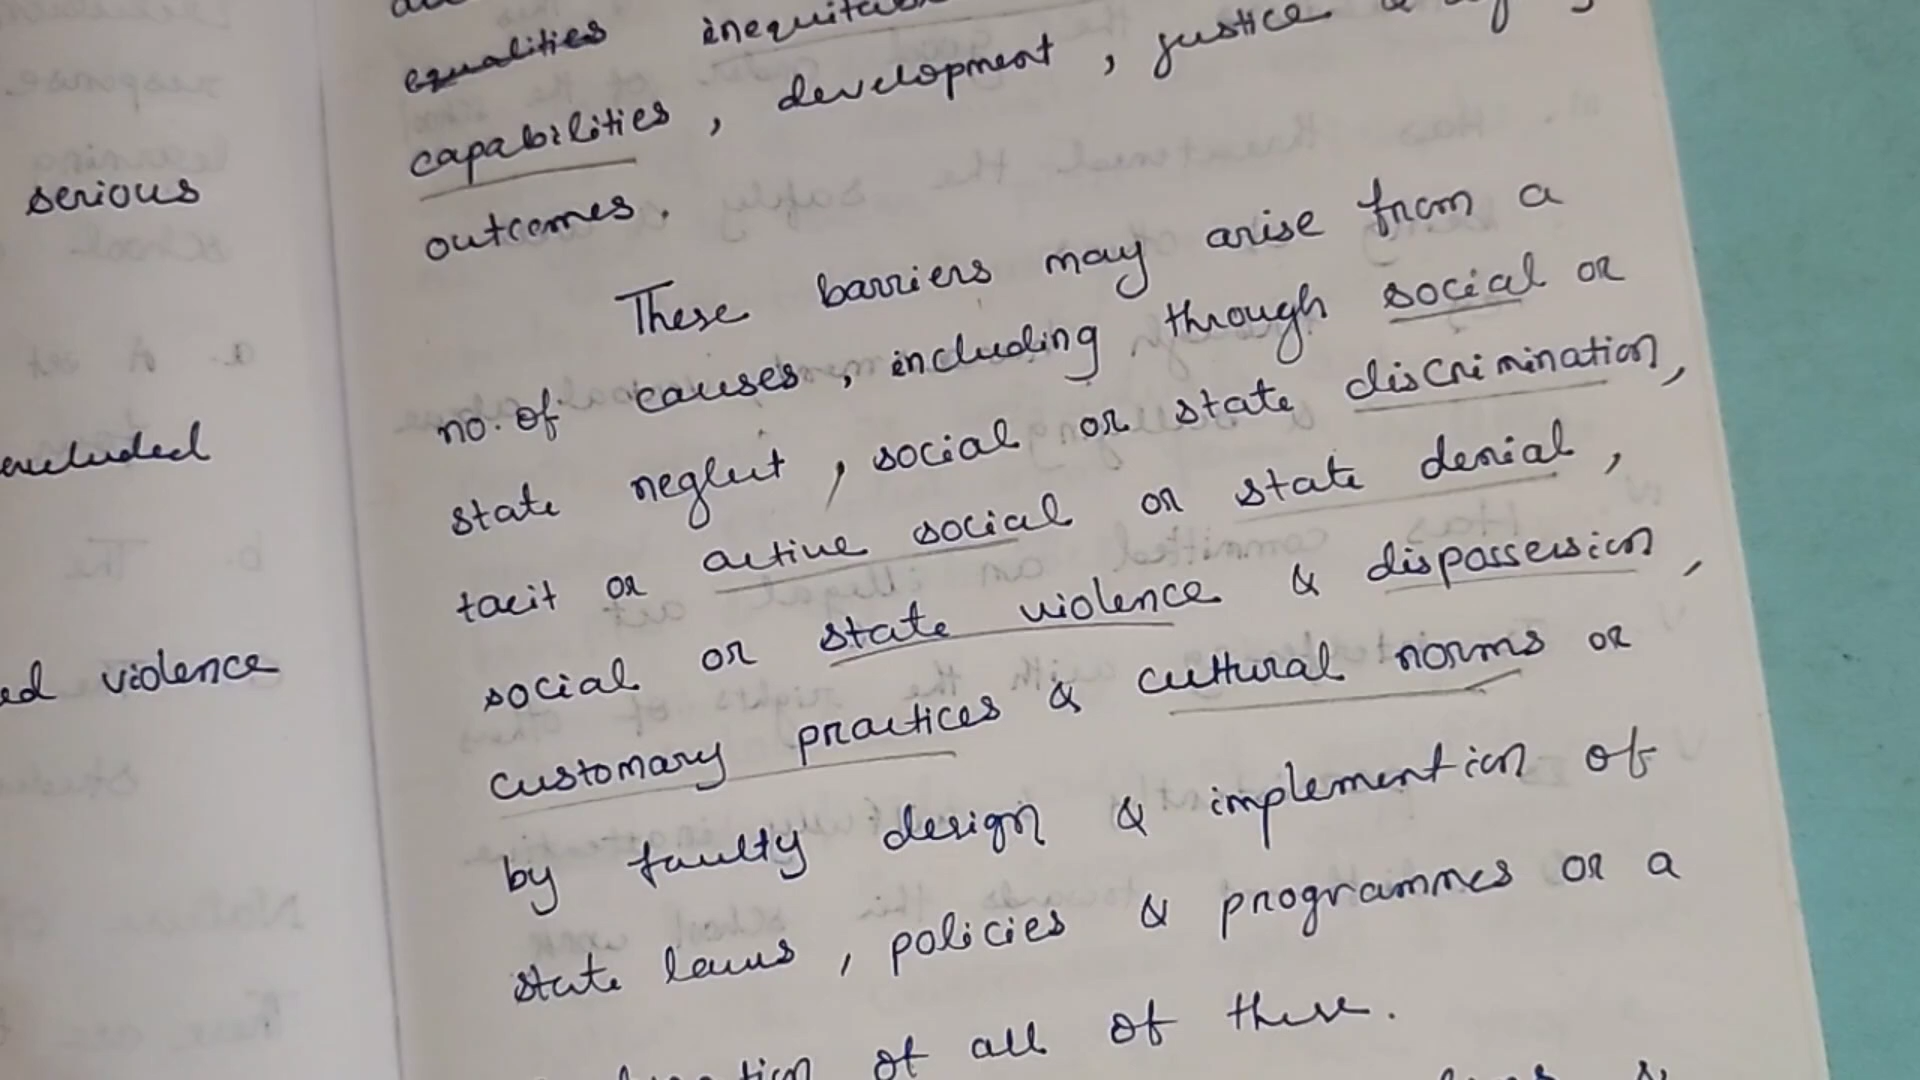 serious
excluded
violence
equalities
capabilities, development, justice &
outcomes.
These barriers may arise from a
no. of causes, including through social or
state neglect, social or state discrimination,
tacit or active social or state denial,
social or state violence & dispossession,
customary practices & cultural norms or
by faulty design & implemention of
state laws, policies & programmes or a
of all of these.